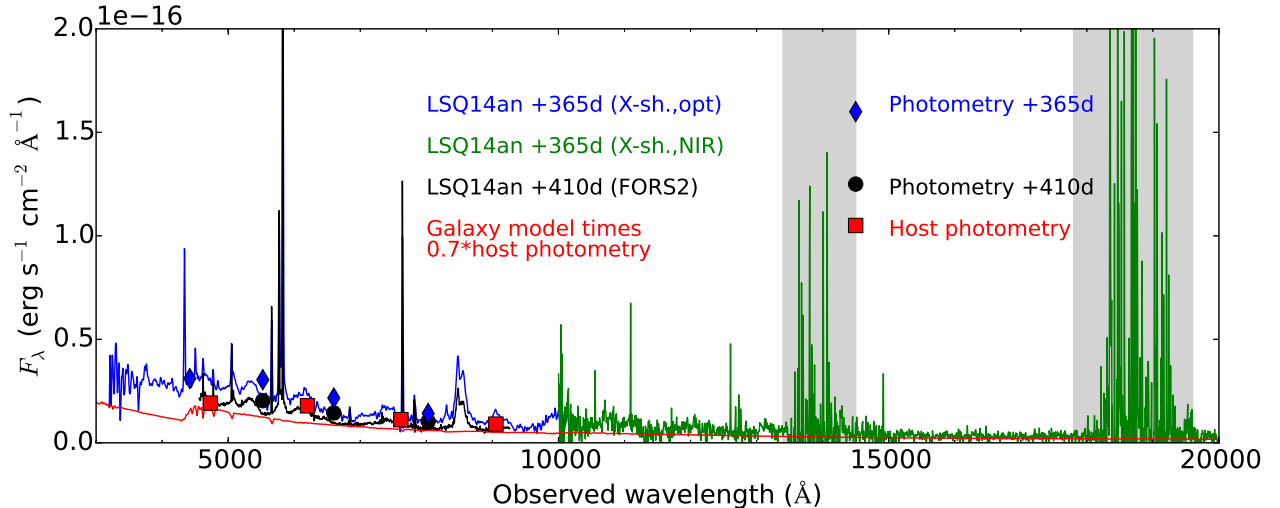 1e−16
2.0
1.5
1.0
0.5
0.0
F_λ (erg s⁻¹ cm⁻² Å⁻¹)
LSQ14an +365d (X-sh.,opt)
LSQ14an +365d (X-sh.,NIR)
LSQ14an +410d (FORS2)
Galaxy model times
0.7*host photometry
Photometry +365d
Photometry +410d
Host photometry
5000
10000
15000
20000
Observed wavelength (Å)